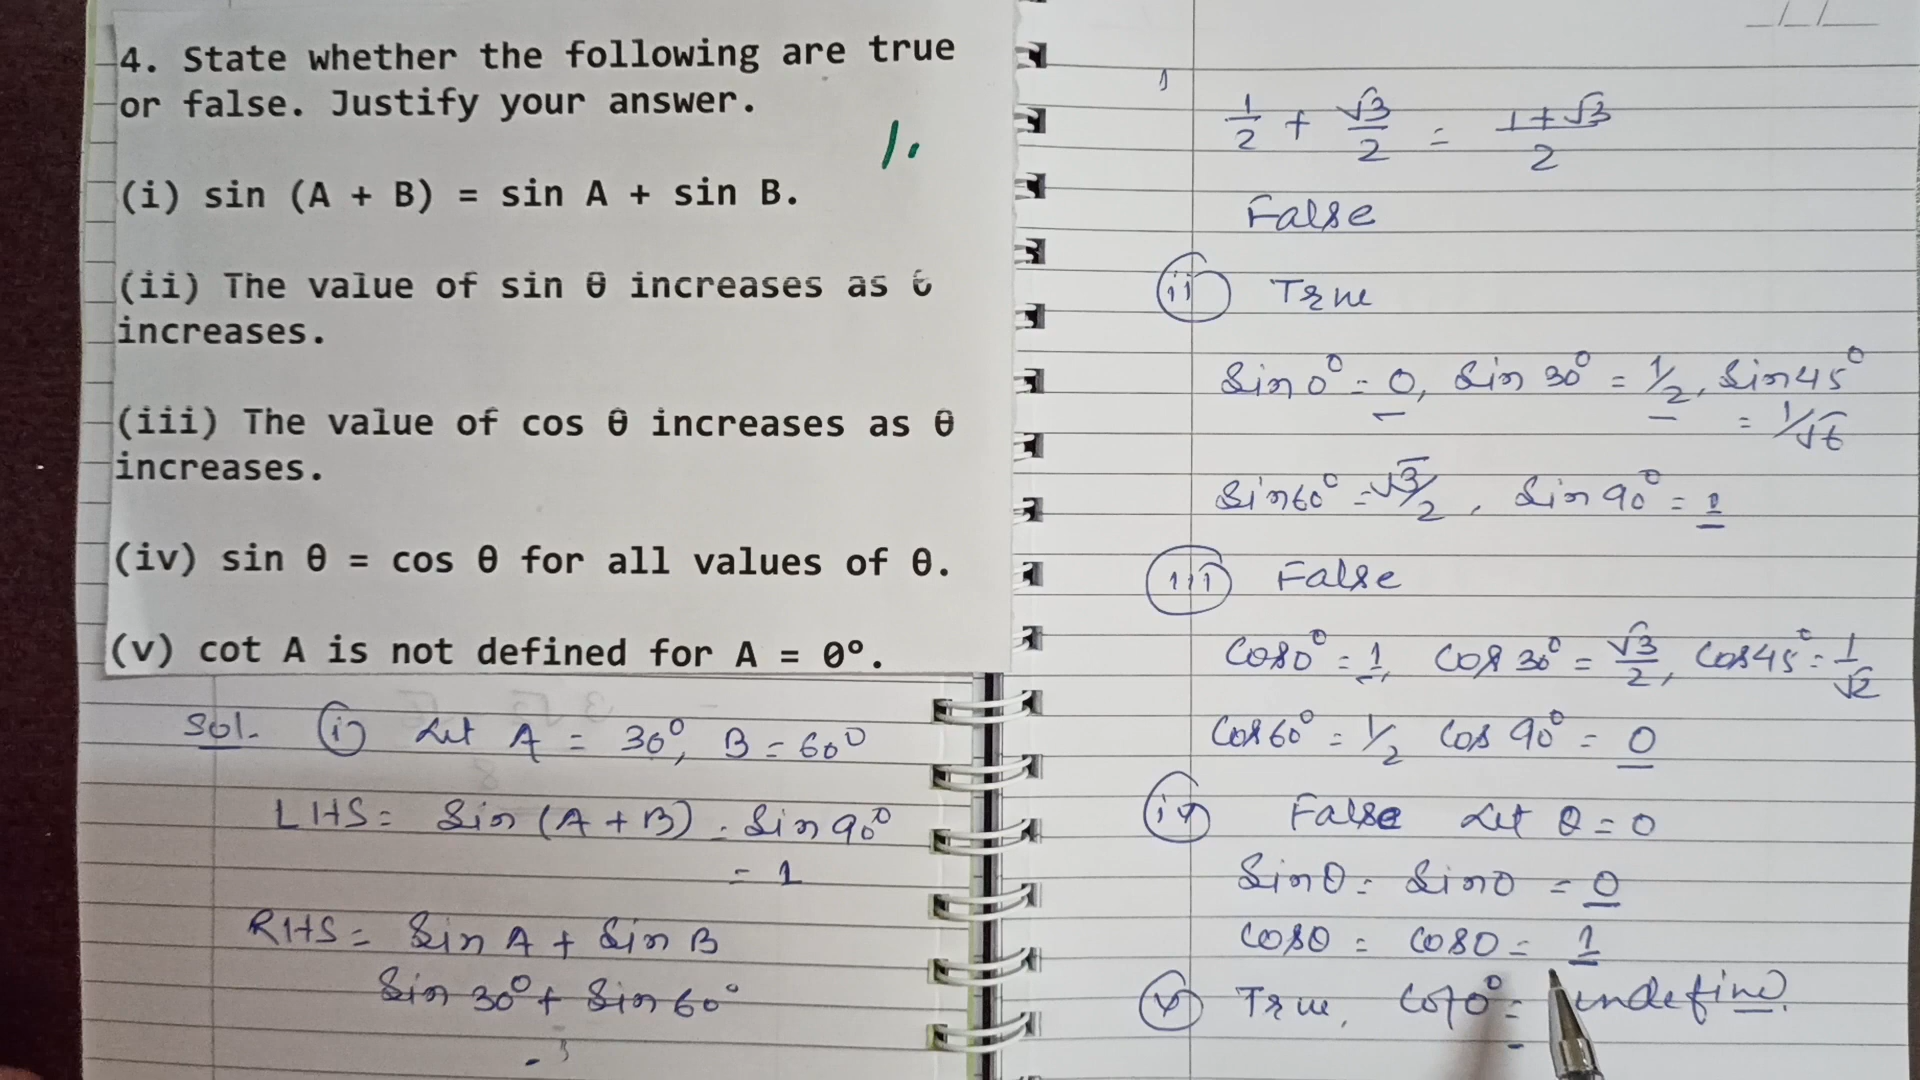 4. State whether the following are true
or false. Justify your answer.
1.
(i) sin (A + B) = sin A + sin B.
(ii) The value of sin θ increases as θ
increases.
(iii) The value of cos θ increases as θ
increases.
(iv) sin θ = cos θ for all values of θ.
(v) cot A is not defined for A = 0°.
Sol. (i) Let A = 30°, B = 60°
LHS = Sin (A + B) = Sin 90°
= 1
RHS = Sin A + Sin B
Sin 30° + Sin 60°
1/2 + √3/2 = 1+√3/2
False
(ii) True
Sin 0° = 0, Sin 30° = 1/2, Sin 45°
= 1/√2
Sin 60° = √3/2, Sin 90° = 1
(iii) False
Cos 0° = 1, Cos 30° = √3/2, Cos 45° = 1/√2
Cos 60° = 1/2 Cos 90° = 0
(iv) False Let θ = 0
Sin θ = Sin 0 = 0
Cos θ = Cos 0 = 1
(v) True, Cot 0° = undefine.